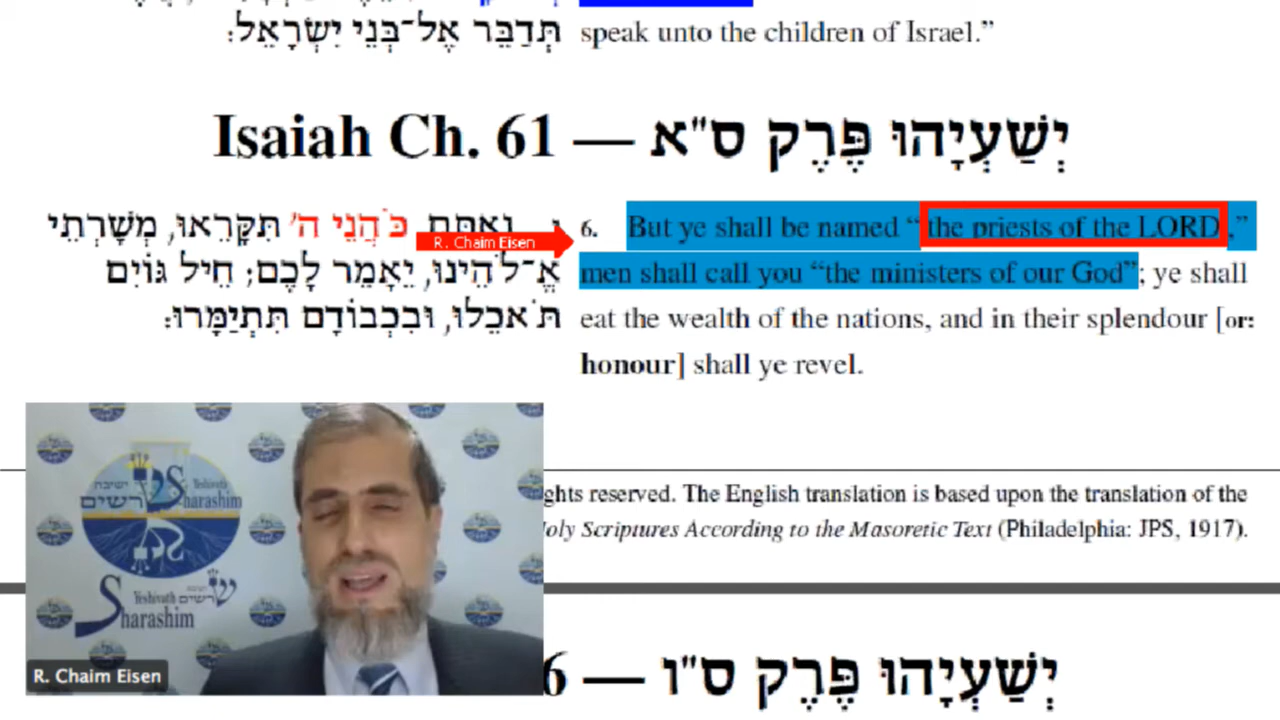 תְּדַבֵּר אֶל־בְּנֵי יִשְׂרָאֵל:
speak unto the children of Israel.”
Isaiah Ch. 61 — יְשַׁעְיָהוּ פֶּרֶק ס"א
כֹּהֲנֵי ה' תִּקָּרֵאוּ, מְשָׁרְתֵי
אֱ־לֹהֵינוּ, יֵאָמֵר לָכֶם; חֵיל גּוֹיִם
תֹּאכֵלוּ, וּבִכְבוֹדָם תִּתְיַמָּרוּ:
R. Chaim Eisen
6. But ye shall be named “the priests of the LORD,”
men shall call you “the ministers of our God”; ye shall
eat the wealth of the nations, and in their splendour [or:
honour] shall ye revel.
ghts reserved. The English translation is based upon the translation of the
oly Scriptures According to the Masoretic Text (Philadelphia: JPS, 1917).
ישיבת
שרשים
Yeshivath
Sharashim
Yeshivath
שרשים
Sharashim
R. Chaim Eisen
6 — יְשַׁעְיָהוּ פֶּרֶק ס"ו